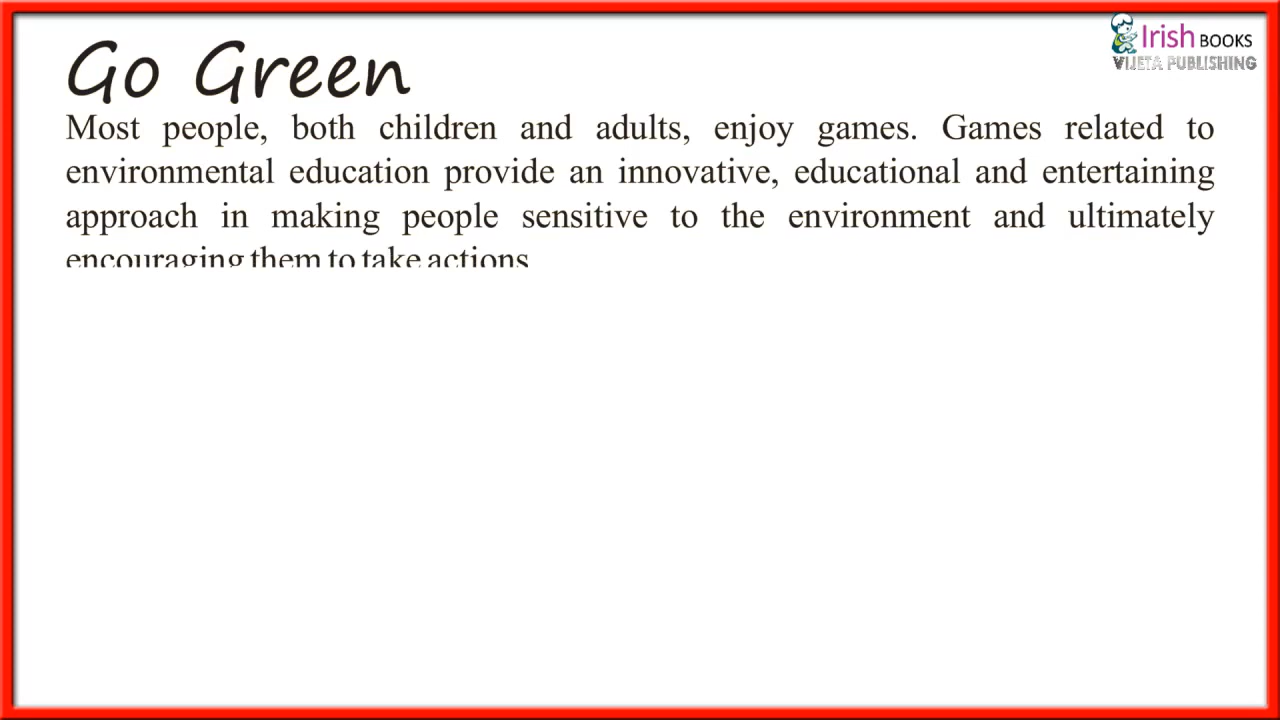 Irish BOOKS
VIJETA PUBLISHING
Go Green
Most people, both children and adults, enjoy games. Games related to
environmental education provide an innovative, educational and entertaining
approach in making people sensitive to the environment and ultimately
encouraging them to take actions